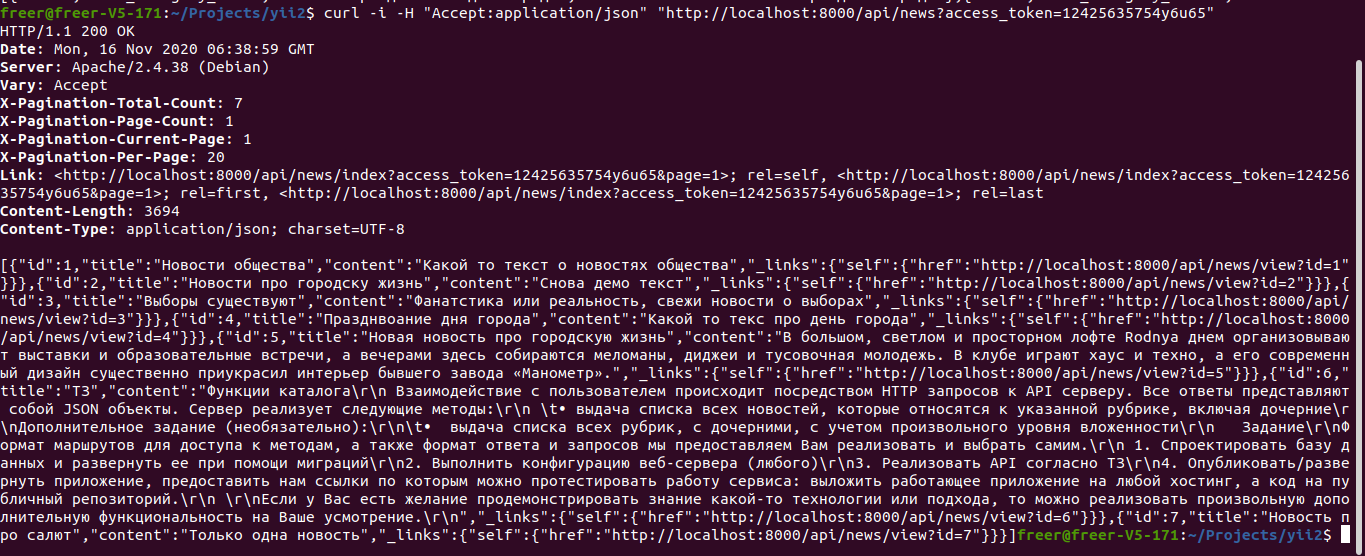 freer@freer-V5-171:~/Projects/yii2$ curl -i -H "Accept:application/json" "http://localhost:8000/api/news?access_token=12425635754y6u65"
HTTP/1.1 200 OK
Date: Mon, 16 Nov 2020 06:38:59 GMT
Server: Apache/2.4.38 (Debian)
Vary: Accept
X-Pagination-Total-Count: 7
X-Pagination-Page-Count: 1
X-Pagination-Current-Page: 1
X-Pagination-Per-Page: 20
Link: <http://localhost:8000/api/news/index?access_token=12425635754y6u65&page=1>; rel=self, <http://localhost:8000/api/news/index?access_token=124256
35754y6u65&page=1>; rel=first, <http://localhost:8000/api/news/index?access_token=12425635754y6u65&page=1>; rel=last
Content-Length: 3694
Content-Type: application/json; charset=UTF-8
[{"id":1,"title":"Новости общества","content":"Какой то текст о новостях общества","_links":{"self":{"href":"http://localhost:8000/api/news/view?id=1"
}}},{"id":2,"title":"Новости про городску жизнь","content":"Снова демо текст","_links":{"self":{"href":"http://localhost:8000/api/news/view?id=2"}}},{
"id":3,"title":"Выборы существуют","content":"Фанатстика или реальность, свежи новости о выборах","_links":{"self":{"href":"http://localhost:8000/api/
news/view?id=3"}}},{"id":4,"title":"Празднвоание дня города","content":"Какой то текс про день города","_links":{"self":{"href":"http://localhost:8000
/api/news/view?id=4"}}},{"id":5,"title":"Новая новость про городскую жизнь","content":"В большом, светлом и просторном лофте Rodnya днем организовываю
т выставки и образовательные встречи, а вечерами здесь собираются меломаны, диджеи и тусовочная молодежь. В клубе играют хаус и техно, а его современн
ый дизайн существенно приукрасил интерьер бывшего завода «Манометр».","_links":{"self":{"href":"http://localhost:8000/api/news/view?id=5"}}},{"id":6,"
title":"ТЗ","content":"Функции каталога\r\n Взаимодействие с пользователем происходит посредством HTTP запросов к API серверу. Все ответы представляют
собой JSON объекты. Сервер реализует следующие методы:\r\n \t• выдача списка всех новостей, которые относятся к указанной рубрике, включая дочерние\r
\nДополнительное задание (необязательно):\r\n\t•  выдача списка всех рубрик, с дочерними, с учетом произвольного уровня вложенности\r\n   Задание\r\nФ
ормат маршрутов для доступа к методам, а также формат ответа и запросов мы предоставляем Вам реализовать и выбрать самим.\r\n 1. Спроектировать базу д
анных и развернуть ее при помощи миграций\r\n2. Выполнить конфигурацию веб-сервера (любого)\r\n3. Реализовать API согласно ТЗ\r\n4. Опубликовать/разве
рнуть приложение, предоставить нам ссылки по которым можно протестировать работу сервиса: выложить работающее приложение на любой хостинг, а код на пу
бличный репозиторий.\r\n \r\nЕсли у Вас есть желание продемонстрировать знание какой-то технологии или подхода, то можно реализовать произвольную допо
лнительную функциональность на Ваше усмотрение.\r\n","_links":{"self":{"href":"http://localhost:8000/api/news/view?id=6"}}},{"id":7,"title":"Новость п
ро салют","content":"Только одна новость","_links":{"self":{"href":"http://localhost:8000/api/news/view?id=7"}}}]freer@freer-V5-171:~/Projects/yii2$